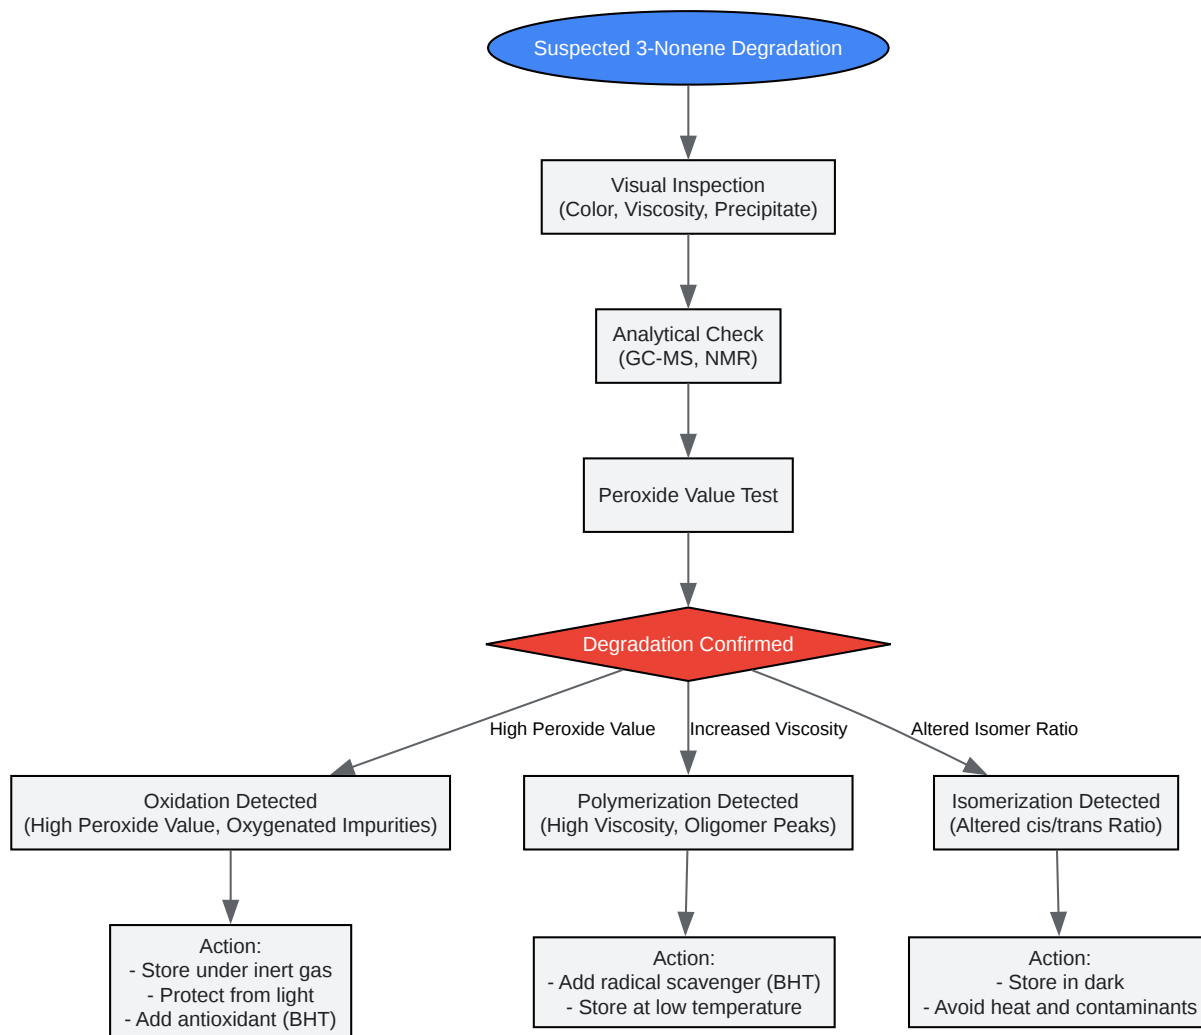 Suspected 3-Nonene Degradation
Visual Inspection
(Color, Viscosity, Precipitate)
Analytical Check
(GC-MS, NMR)
Peroxide Value Test
Degradation Confirmed
High Peroxide Value
Increased Viscosity
Altered Isomer Ratio
Oxidation Detected
(High Peroxide Value, Oxygenated Impurities)
Polymerization Detected
(High Viscosity, Oligomer Peaks)
Isomerization Detected
(Altered cis/trans Ratio)
Action:
- Store under inert gas
- Protect from light
- Add antioxidant (BHT)
Action:
- Add radical scavenger (BHT)
- Store at low temperature
Action:
- Store in dark
- Avoid heat and contaminants